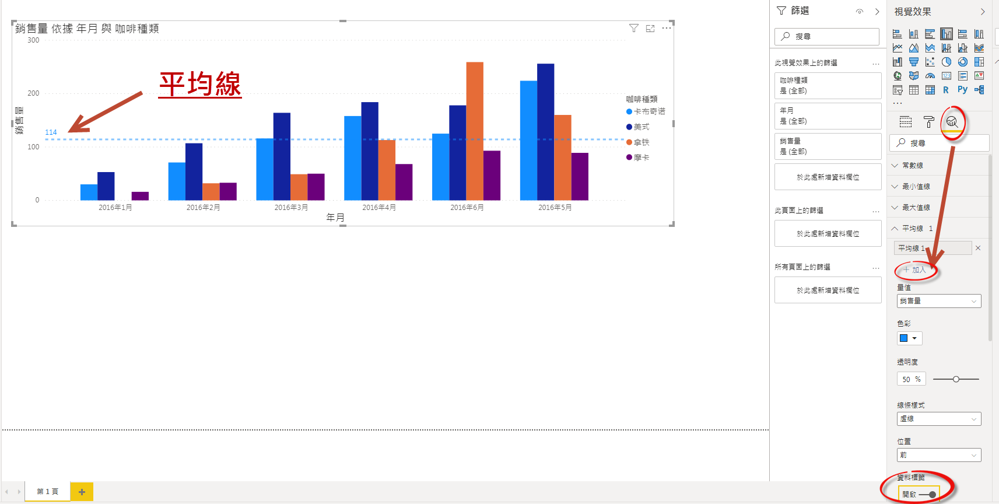 銷售量 依據 年月 與 咖啡種類
300
200
100
0
銷售量
平均線
114
2016年1月
2016年2月
2016年3月
2016年4月
2016年6月
2016年5月
年月
咖啡種類
卡布奇诺
美式
拿铁
摩卡
第 1 頁
篩選
搜尋
此視覺效果上的篩選
咖啡種類
是 (全部)
年月
是 (全部)
銷售量
是 (全部)
於此處新增資料欄位
此頁面上的篩選
於此處新增資料欄位
所有頁面上的篩選
於此處新增資料欄位
視覺效果
123
R
Py
搜尋
常數線
最小值線
最大值線
平均線 1
平均線 1
加入
量值
銷售量
色彩
透明度
50 %
線條樣式
虛線
位置
前
資料標籤
開啟